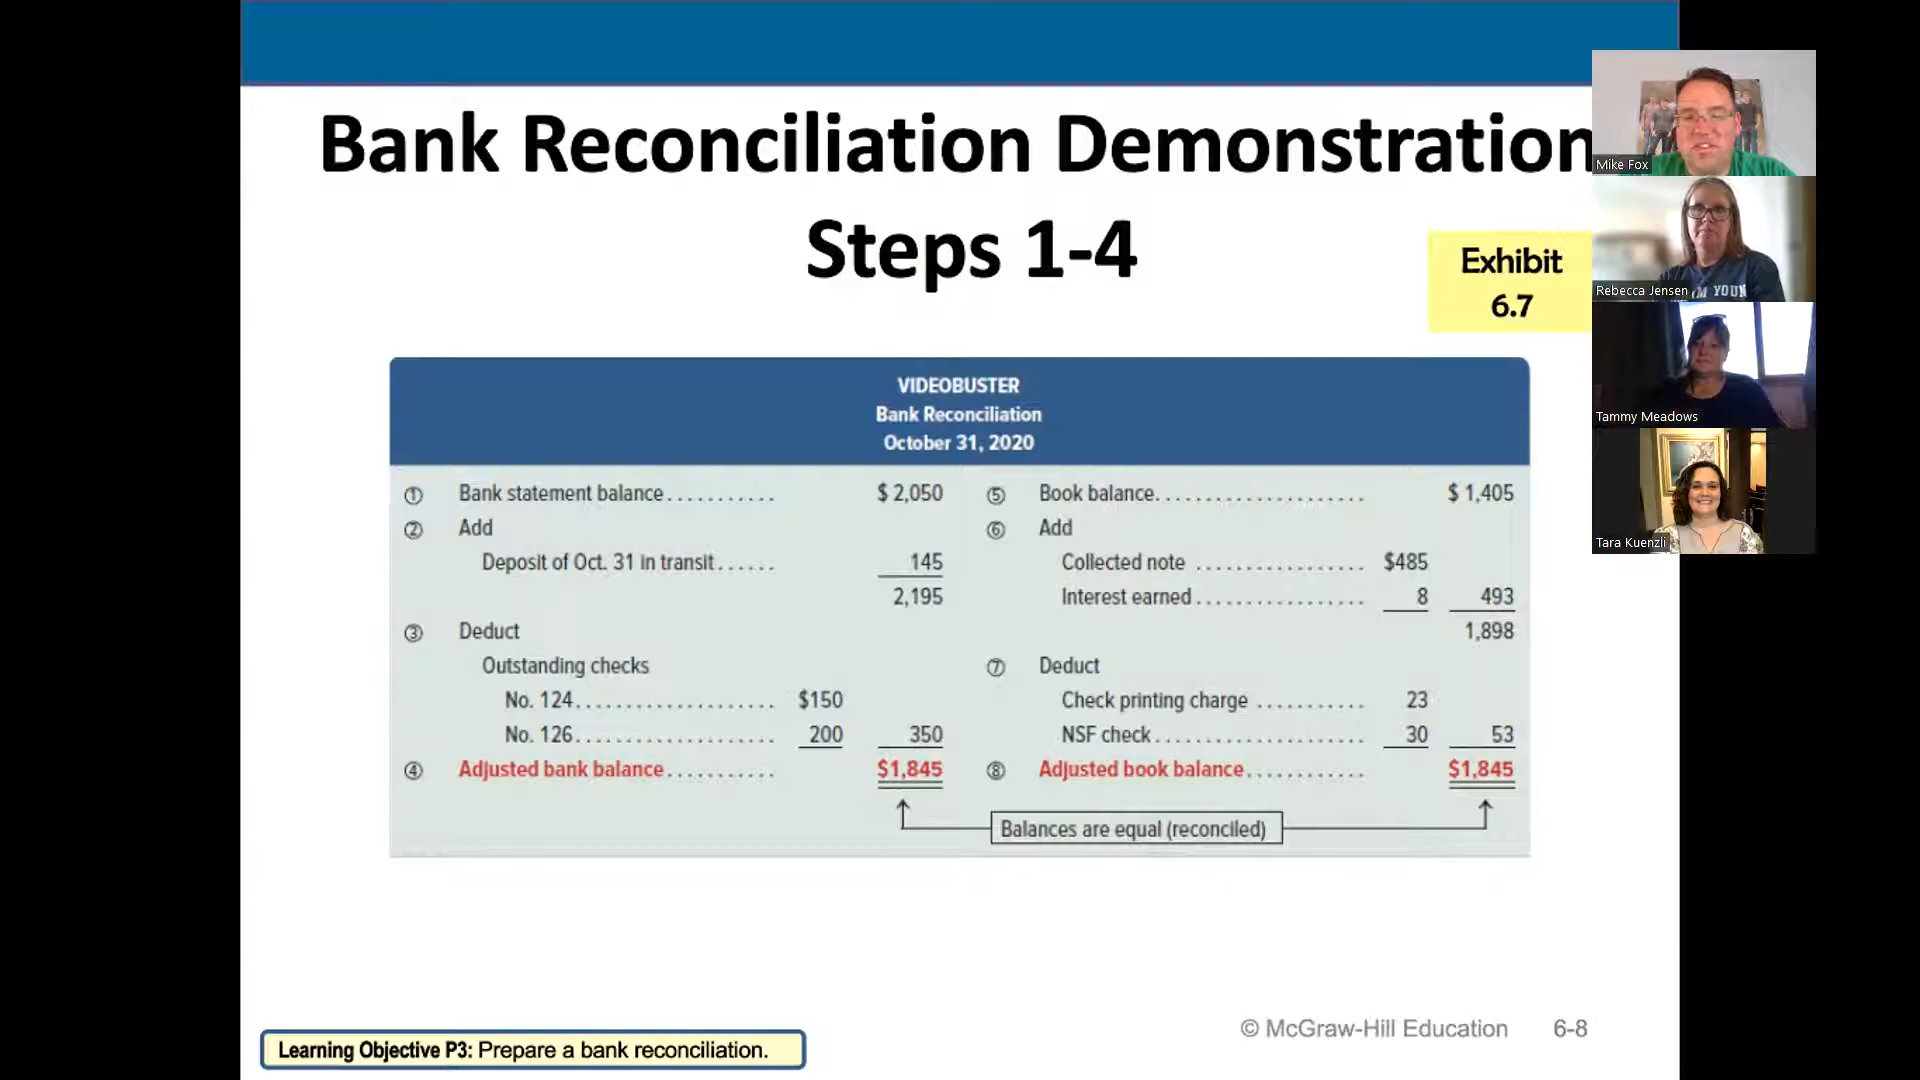 Bank Reconciliation Demonstration
Steps 1-4
Exhibit
6.7
VIDEOBUSTER
Bank Reconciliation
October 31, 2020
① Bank statement balance........... $ 2,050 ⑤ Book balance..................... $ 1,405
② Add ⑥ Add
Deposit of Oct. 31 in transit...... 145 Collected note ................. $485
2,195 Interest earned................. 8 493
③ Deduct 1,898
Outstanding checks ⑦ Deduct
No. 124.................... $150 Check printing charge ........... 23
No. 126.................... 200 350 NSF check..................... 30 53
④ Adjusted bank balance........... $1,845 ⑧ Adjusted book balance............ $1,845
Balances are equal (reconciled)
Learning Objective P3: Prepare a bank reconciliation.
© McGraw-Hill Education 6-8
Mike Fox
Rebecca Jensen
YOUN
Tammy Meadows
Tara Kuenzli